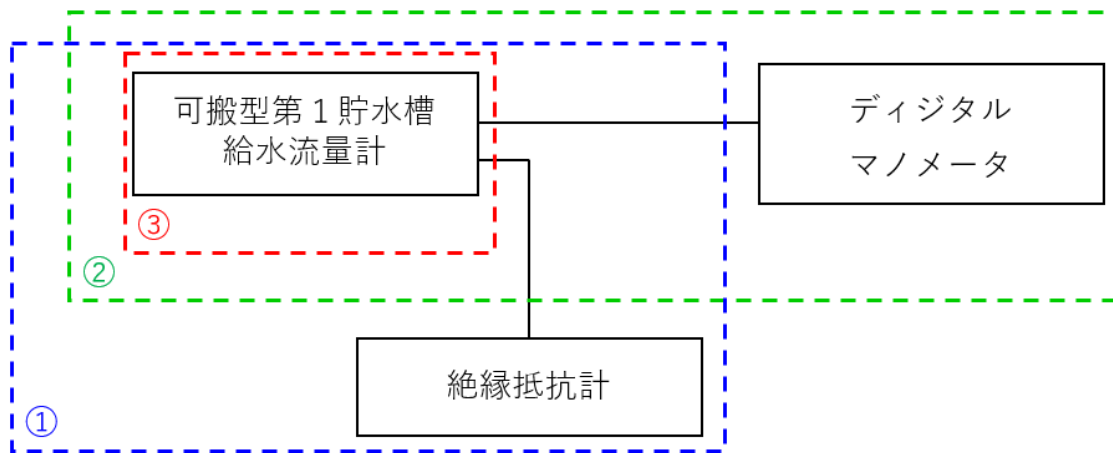 可搬型第１貯水槽
給水流量計
ディジタル
マノメータ
③
②
絶縁抵抗計
①